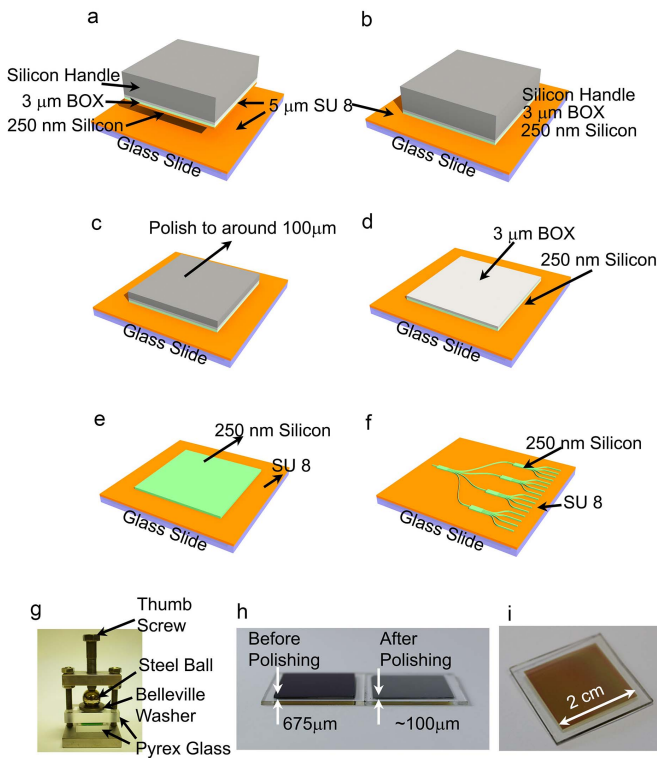 a
Silicon Handle
3 μm BOX
250 nm Silicon
5 μm SU 8
Glass Slide
b
Silicon Handle
3 μm BOX
250 nm Silicon
Glass Slide
c
Polish to around 100μm
Glass Slide
d
3 μm BOX
250 nm Silicon
Glass Slide
e
250 nm Silicon
SU 8
Glass Slide
f
250 nm Silicon
SU 8
Glass Slide
g
Thumb
Screw
Steel Ball
Belleville
Washer
Pyrex Glass
h
Before
Polishing
After
Polishing
675μm
~100μm
i
2 cm